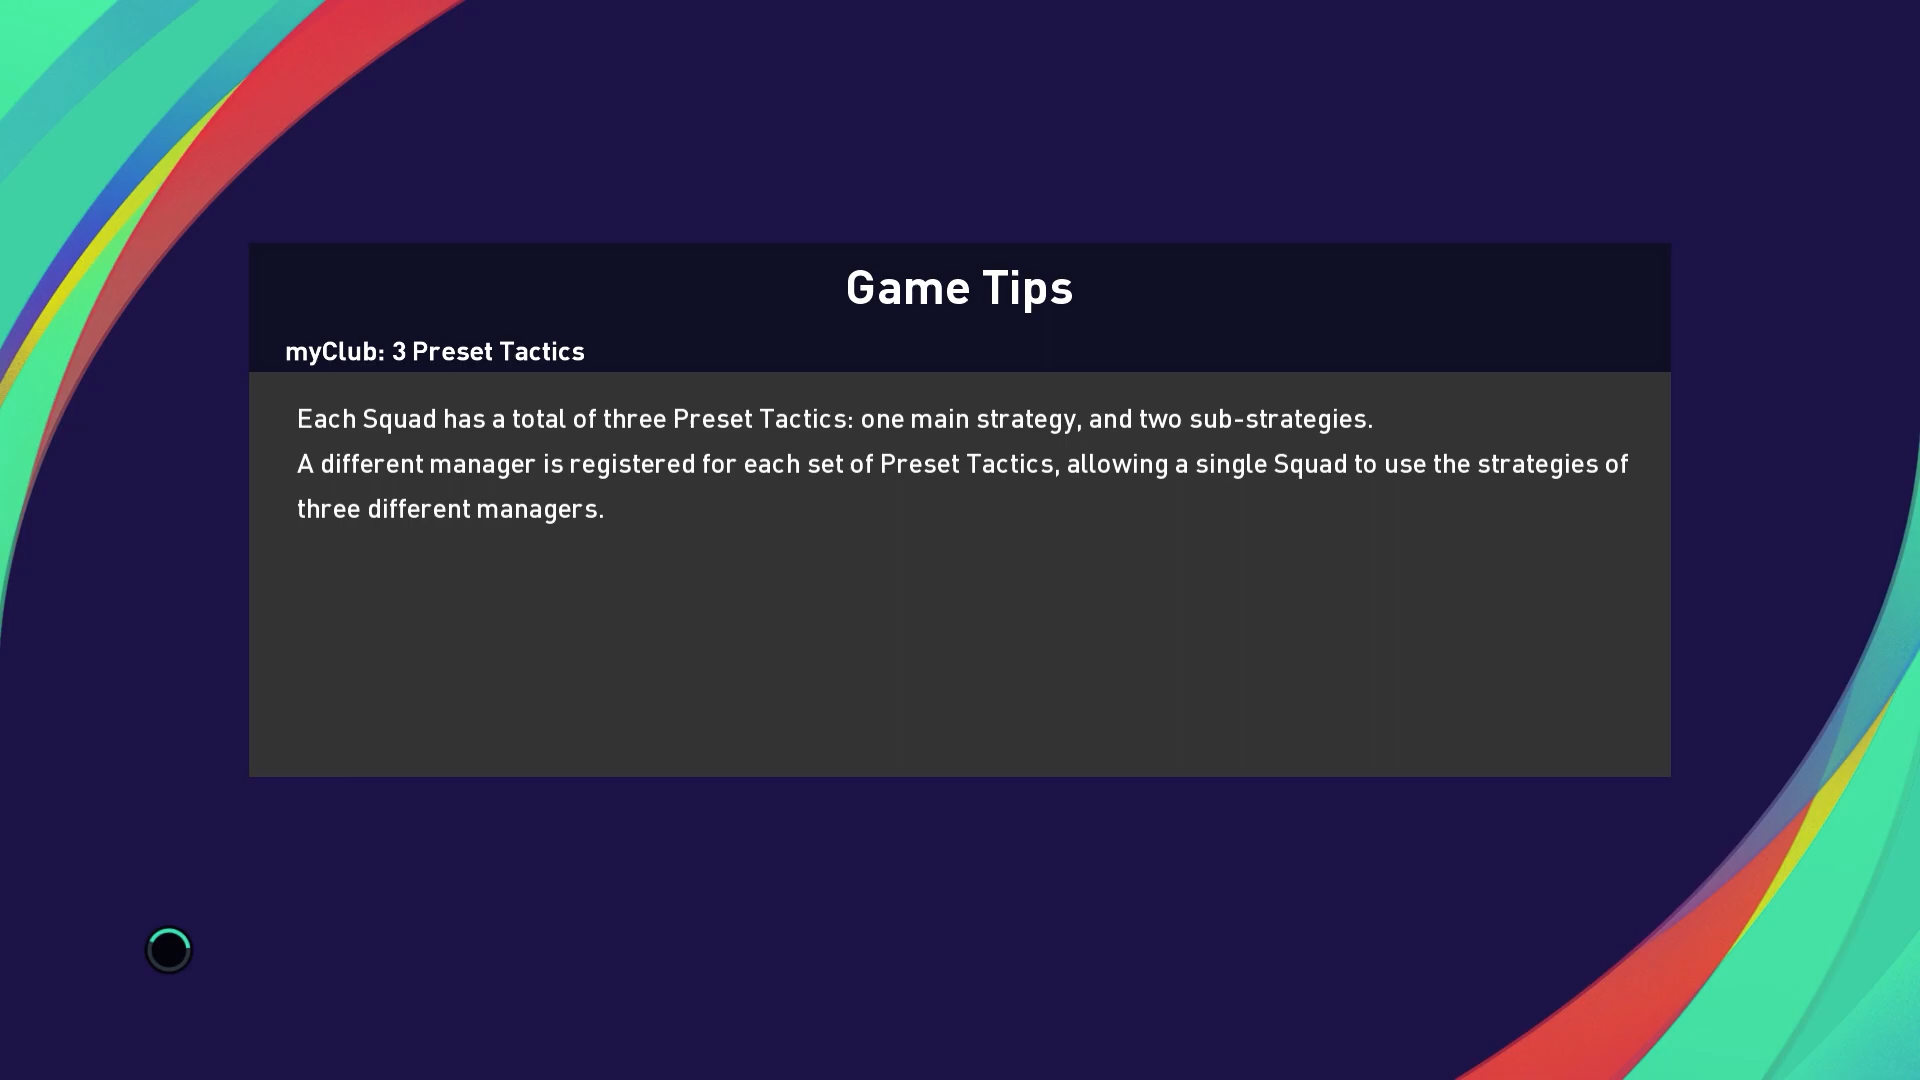 Game Tips
myClub: 3 Preset Tactics
Each Squad has a total of three Preset Tactics: one main strategy, and two sub-strategies.
A different manager is registered for each set of Preset Tactics, allowing a single Squad to use the strategies of
three different managers.